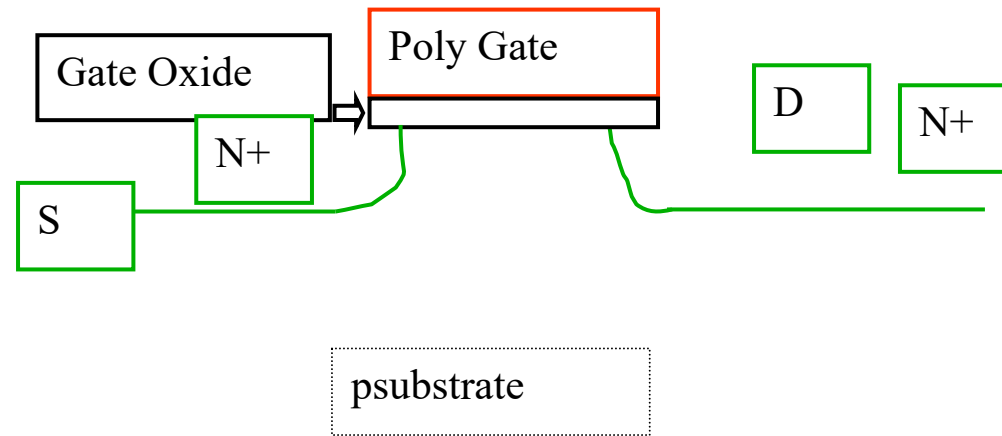 Poly Gate
Gate Oxide
D
N+
N+
S
psubstrate